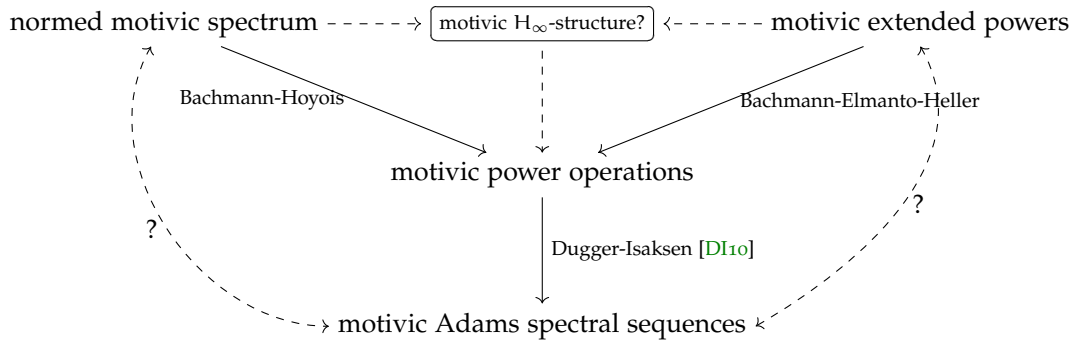 normed motivic spectrum
motivic H∞-structure?
motivic extended powers
Bachmann-Hoyois
Bachmann-Elmanto-Heller
motivic power operations
?
?
Dugger-Isaksen [DI10]
motivic Adams spectral sequences